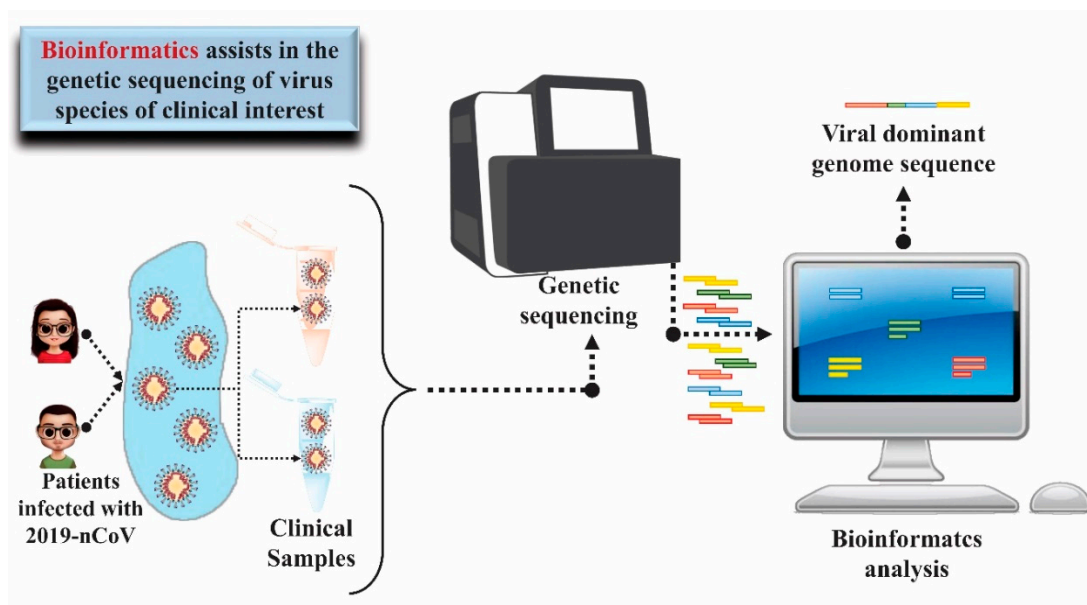 Bioinformatics assists in the
genetic sequencing of virus
species of clinical interest
Patients
infected with
2019-nCoV
Clinical
Samples
Genetic
sequencing
Viral dominant
genome sequence
Bioinformatcs
analysis